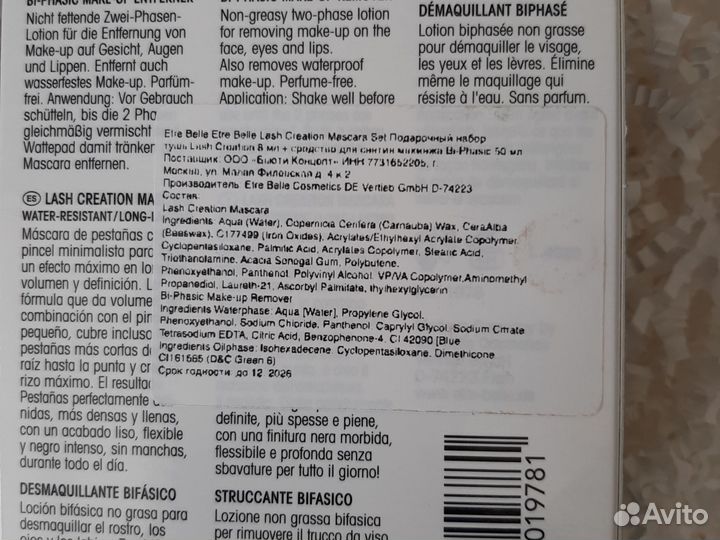 BI-PHASIC MAKE-UP ENTFERNER
Nicht fettende Zwei-Phasen-
Lotion für die Entfernung von
Make-up auf Gesicht, Augen
und Lippen. Entfernt auch
wasserfestes Make-up. Parfüm-
frei. Anwendung: Vor Gebrauch
schütteln, bis die 2 Pha
gleichmäßig vermischt
Wattepad damit tränken
Mascara entfernen.
BI-PHASIC MAKE-UP REMOVER
Non-greasy two-phase lotion
for removing make-up on the
face, eyes and lips.
Also removes waterproof
make-up. Perfume-free.
Application: Shake well before
DÉMAQUILLANT BIPHASÉ
Lotion biphasée non grasse
pour démaquiller le visage,
les yeux et les lèvres. Élimine
même le maquillage qui
résiste à l'eau. Sans parfum.
Etre Belle Etre Belle Lash Creation Mascara Set Подарочный набор
тушь Lash Creation 8 мл + средство для снятия макияжа Bi-Phasic 50 мл
Поставщик: ООО «Бьюти Концепт» ИНН 7731652205, г.
Москва, ул. Малая Филевская д. 4 к 2
Производитель: Etre Belle Cosmetics DE Vertieb GmbH D-74223
Состав:
Lash Creation Mascara
Ingredients: Aqua (Water), Copernicia Cerifera (Carnauba) Wax, CeraAlba
(Beeswax), C177499 (Iron Oxides), Acrylates/Ethylhexyl Acrylate Copolymer,
Cyclopentasiloxane, Palmitic Acid, Acrylates Copolymer, Stearic Acid,
Triethanolamine, Acacia Senegal Gum, Polybutene,
Phenoxyethanol, Panthenol, Polyvinyl Alcohol, VP/VA Copolymer,Aminomethyl
Propanediol, Laureth-21, Ascorbyl Palmitate, thylhexylglycerin
Bi-Phasic Make-up Remover
Ingredients Waterphase: Aqua [Water], Propylene Glycol,
Phenoxyethanol, Sodium Chloride, Panthenol, Caprylyl Glycol, Sodium Citrate,
Tetrasodium EDTA, Citric Acid, Benzophenone-4, CI 42090 [Blue
Ingredients Oilphase: Isohexadecene, Cyclopentasiloxane, Dimethicone,
CI161565 (D&C Green 6)
Срок годности: до 12. 2026
ES LASH CREATION MA
WATER-RESISTANT/LONG-L
Máscara de pestañas c
pincel minimalista para
un efecto máximo en lo
volumen y definición. L
fórmula que da volume
combinación con el pin
pequeño, cubre incluso
pestañas más cortas d
raíz hasta la punta y cr
rizo máximo. El resultad
Pestañas perfectamente d
nidas, más densas y llenas,
con un acabado liso, flexible
y negro intenso, sin manchas,
durante todo el día.
definite, più spesse e piene,
con una finitura nera morbida,
flessibile e profonda senza
sbavature per tutto il giorno!
DESMAQUILLANTE BIFÁSICO
Loción bifásica no grasa para
desmaquillar el rostro, los
STRUCCANTE BIFASICO
Lozione non grassa bifasica
per rimuovere il trucco da viso
019781
Avito